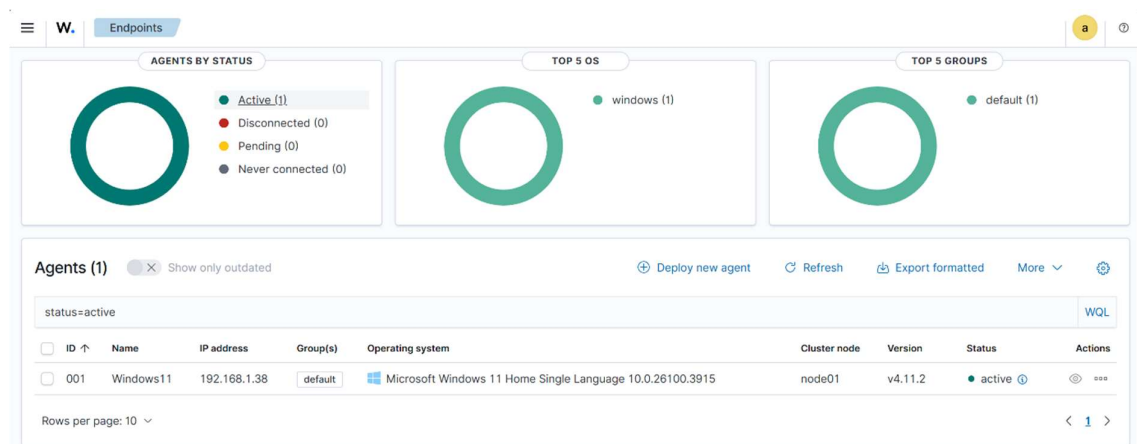 W. Endpoints a
AGENTS BY STATUS
Active (1)
Disconnected (0)
Pending (0)
Never connected (0)
TOP 5 OS
windows (1)
TOP 5 GROUPS
default (1)
Agents (1) Show only outdated Deploy new agent Refresh Export formatted More
status=active WQL
ID ↑ Name IP address Group(s) Operating system Cluster node Version Status Actions
001 Windows11 192.168.1.38 default Microsoft Windows 11 Home Single Language 10.0.26100.3915 node01 v4.11.2 active
Rows per page: 10 < 1 >